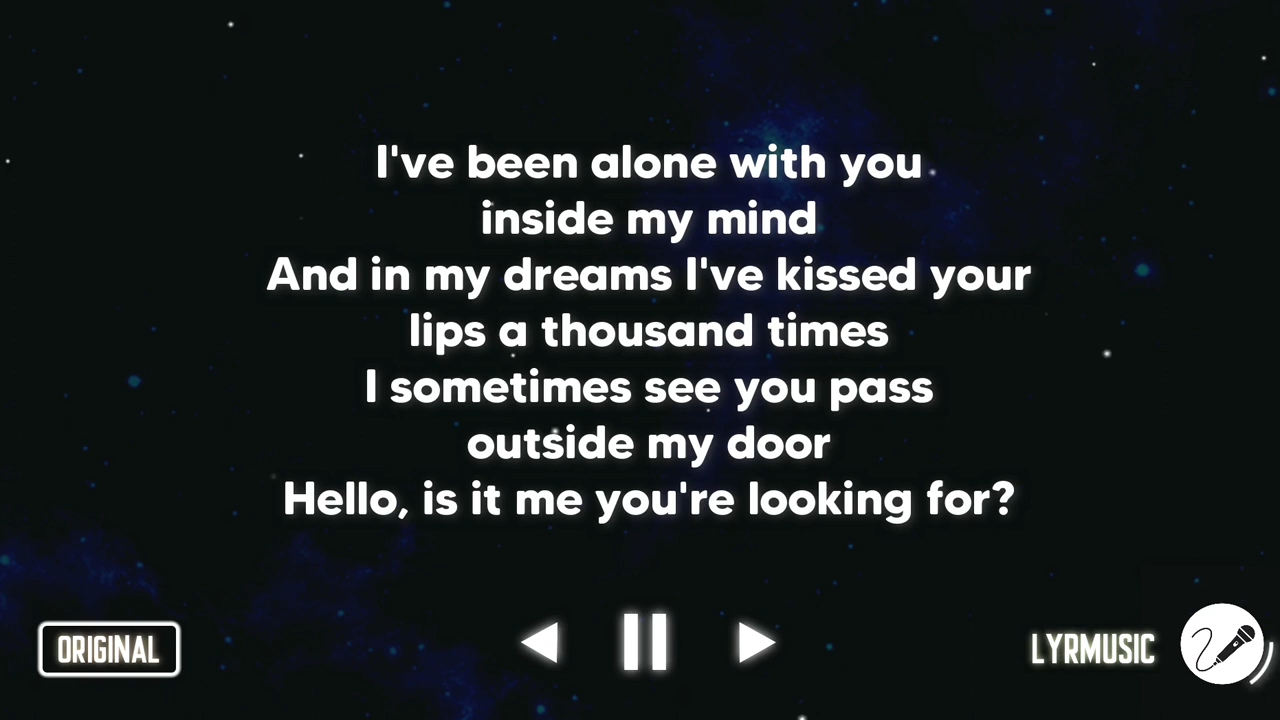 I've been alone with you
inside my mind
And in my dreams I've kissed your
lips a thousand times
I sometimes see you pass
outside my door
Hello, is it me you're looking for?
ORIGINAL
LYRMUSIC